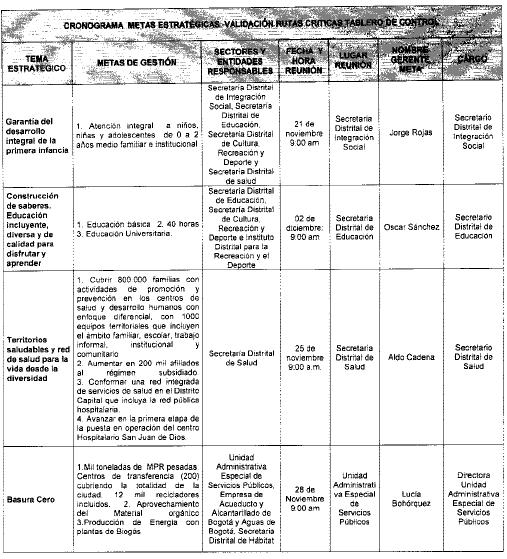 CRONOGRAMA METAS ESTRATÉGICAS: VALIDACIÓN RUTAS CRITICAS TABLERO DE CONTROL
TEMA
ESTRATÉGICO
METAS DE GESTIÓN
SECTORES Y
ENTIDADES
RESPONSABLES
FECHA Y
HORA
REUNIÓN
LUGAR
REUNIÓN
NOMBRE
GERENTE
META
CARGO
Garantía del
desarrollo
integral de la
primera infancia
1. Atención integral a niños,
niñas y adolescentes de 0 a 2
años medio familiar e institucional
Secretaria Distrital
de Integración
Social, Secretaria
Distrital de
Educación,
Secretaria Distrital
de Cultura,
Recreación y
Deporte y
Secretaria Distrital
de salud
21 de
noviembre
9:00 am
Secretaria
Distrital de
Integración
Social
Jorge Rojas
Secretario
Distrital de
Integración
Social
Construcción
de saberes.
Educación
incluyente,
diversa y de
calidad para
disfrutar y
aprender
1. Educación básica 2. 40 horas
3. Educación Universitaria.
Secretaria Distrital
de Educación,
Secretaria Distrital
de Cultura,
Recreación y
Deporte e Instituto
Distrital para la
Recreación y el
Deporte
02 de
diciembre:
9:00 am
Secretaria
Distrital de
Educación
Oscar Sánchez
Secretario
Distrital de
Educación
Territorios
saludables y red
de salud para la
vida desde la
diversidad
1. Cubrir 800.000 familias con
actividades de promoción y
prevención en los centros de
salud y desarrollo humanos con
enfoque diferencial, con 1000
equipos territoriales que incluyen
el ámbito familiar, escolar, trabajo
informal, institucional y
comunitario
2. Aumentar en 200 mil afiliados
al régimen subsidiado.
3. Conformar una red integrada
de servicios de salud en el Distrito
Capital que incluya la red pública
hospitalaria.
4. Avanzar en la primera etapa de
la puesta en operación del centro
Hospitalario San Juan de Dios.
Secretaria Distrital
de Salud
25 de
noviembre
9:00 a.m.
Secretaria
Distrital de
Salud
Aldo Cadena
Secretario
Distrital de
Salud
Basura Cero
1.Mil toneladas de MPR pesadas
Centros de transferencia (200)
cubriendo la totalidad de la
ciudad. 12 mil recicladores
incluidos. 2. Aprovechamiento
del Material orgánico
3.Producción de Energía con
plantas de Biogás
Unidad
Administrativa
Especial de
Servicios Públicos,
Empresa de
Acueducto y
Alcantarillado de
Bogotá y Aguas de
Bogotá, Secretaria
Distrital de Hábitat
28 de
Noviembre
9:00 am
Unidad
Administrati
va Especial
de
Servicios
Públicos
Lucía
Bohórquez
Directora
Unidad
Administrativa
Especial de
Servicios
Públicos